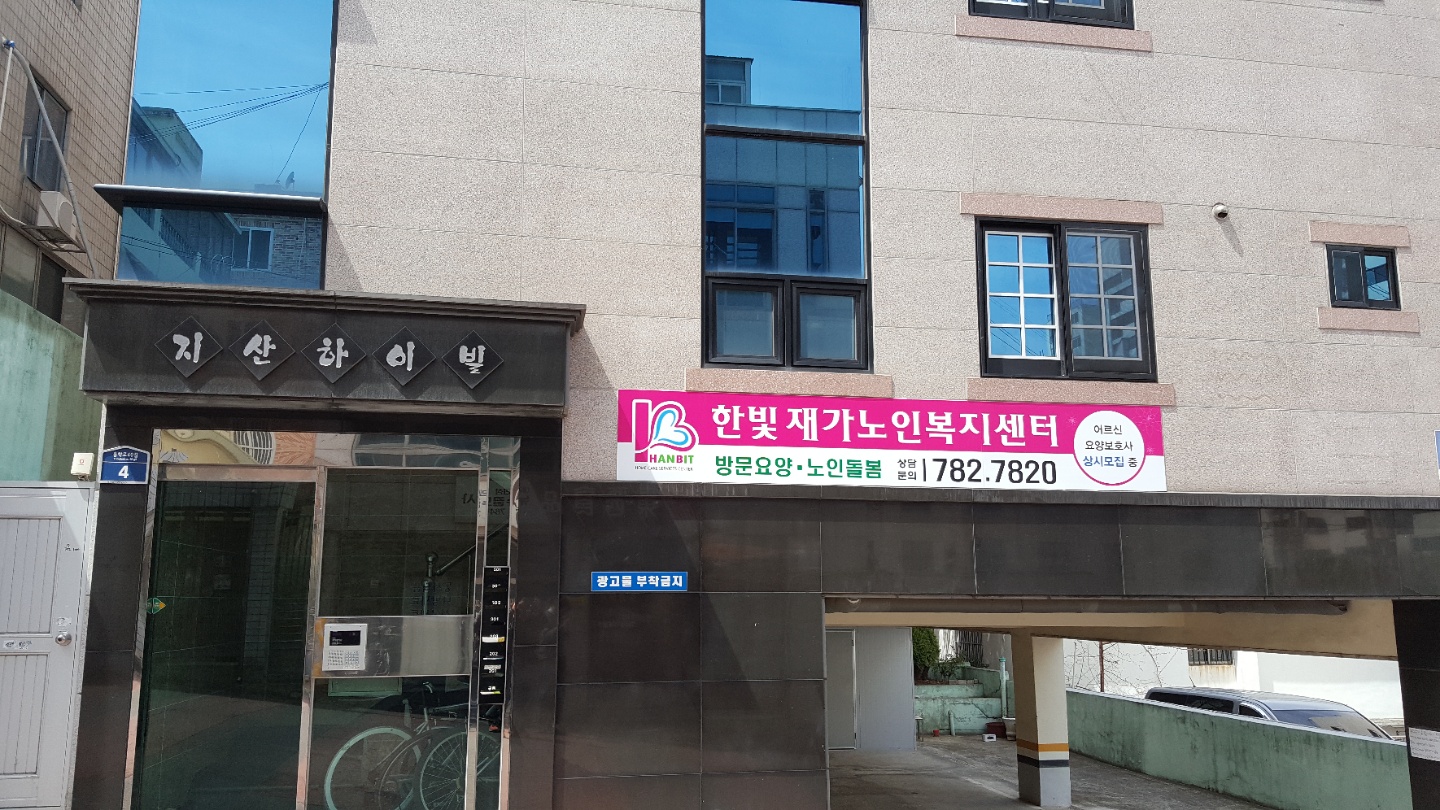 지산하이빌
4
한빛 재가노인복지센터
HANBIT
방문요양·노인돌봄
상담
문의
782.7820
어르신
요양보호사
상시모집 중
광고물 부착금지